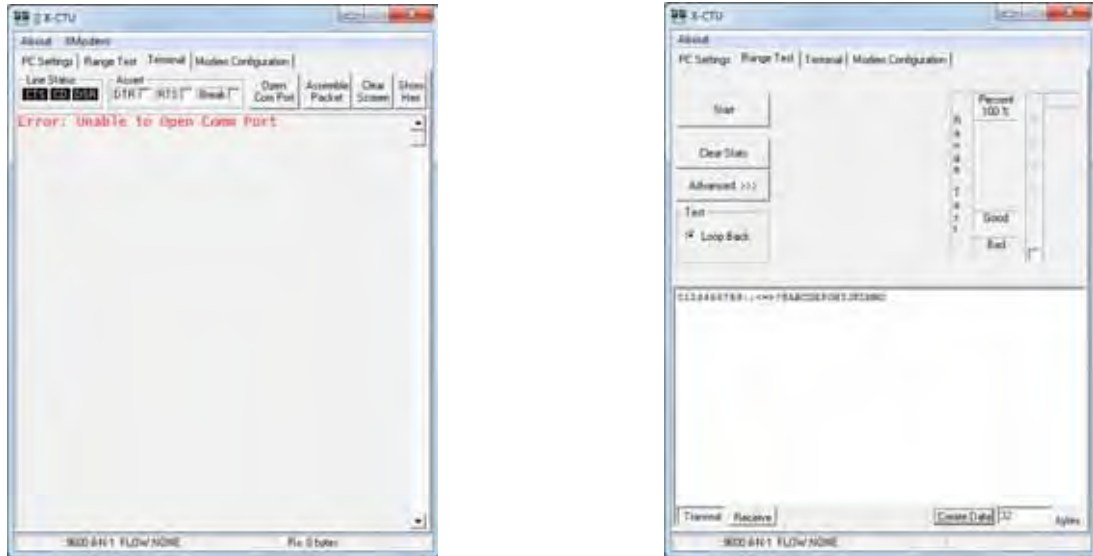 X-CTU
About XModem
PC Settings Range Test Terminal Modem Configuration
Line Status Assert
CTS CD DSR DTR RTS Break
Open Com Port Assemble Packet Clear Screen Show Hex
Error: Unable to Open Comm Port
9600 8-N-1 FLOW:NONE Rx: 0 bytes
X-CTU
About
PC Settings Range Test Terminal Modem Configuration
Start
Clear Stats
Advanced >>>
Test
Loop Back
Range Test
Percent
100 %
Good
Bad
Transmit Receive
Create Data 32 bytes
9600 8-N-1 FLOW:NONE